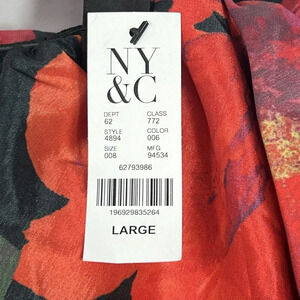 NY
&C
DEPT CLASS
62 772
STYLE COLOR
4894 006
SIZE MFG
008 94534
62793986
196929835264
LARGE